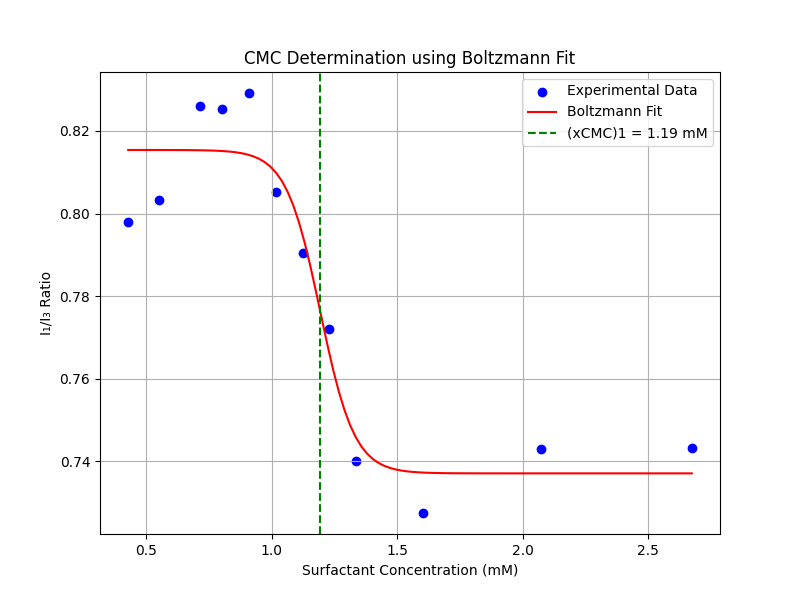 CMC Determination using Boltzmann Fit
Experimental Data
Boltzmann Fit
(xCMC)1 = 1.19 mM
0.82
0.80
0.78
0.76
0.74
I₁/I₃ Ratio
0.5 1.0 1.5 2.0 2.5
Surfactant Concentration (mM)